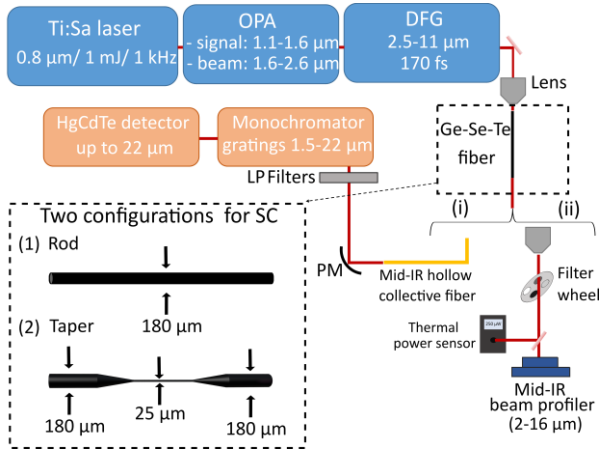 Ti:Sa laser
0.8 µm/ 1 mJ/ 1 kHz
OPA
- signal: 1.1-1.6 µm
- beam: 1.6-2.6 µm
DFG
2.5-11 µm
170 fs
Lens
HgCdTe detector
up to 22 µm
Monochromator
gratings 1.5-22 µm
Ge-Se-Te
fiber
LP Filters
Two configurations for SC
(1) Rod
180 µm
(2) Taper
180 µm
25 µm
180 µm
(i)
(ii)
PM
Mid-IR hollow
collective fiber
Filter
wheel
Thermal
power sensor
Mid-IR
beam profiler
(2-16 µm)